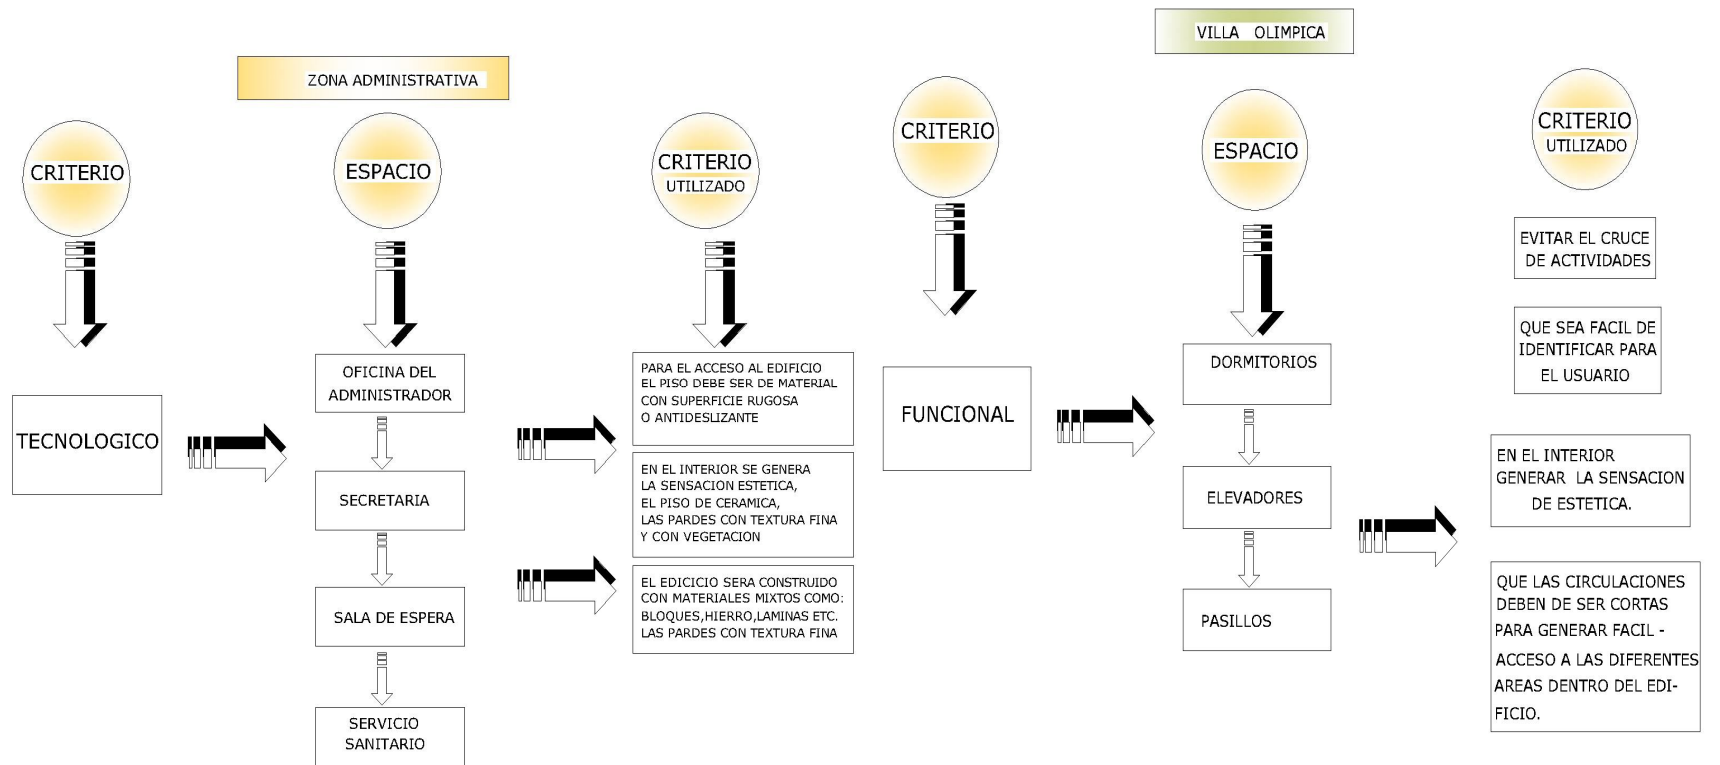 ZONA ADMINISTRATIVA
CRITERIO
ESPACIO
CRITERIO
UTILIZADO
TECNOLOGICO
OFICINA DEL
ADMINISTRADOR
SECRETARIA
SALA DE ESPERA
SERVICIO
SANITARIO
PARA EL ACCESO AL EDIFICIO
EL PISO DEBE SER DE MATERIAL
CON SUPERFICIE RUGOSA
O ANTIDESLIZANTE
EN EL INTERIOR SE GENERA
LA SENSACION ESTETICA,
EL PISO DE CERAMICA,
LAS PARDES CON TEXTURA FINA
Y CON VEGETACION
EL EDICICIO SERA CONSTRUIDO
CON MATERIALES MIXTOS COMO:
BLOQUES,HIERRO,LAMINAS ETC.
LAS PARDES CON TEXTURA FINA
VILLA OLIMPICA
CRITERIO
ESPACIO
CRITERIO
UTILIZADO
FUNCIONAL
DORMITORIOS
ELEVADORES
PASILLOS
EVITAR EL CRUCE
DE ACTIVIDADES
QUE SEA FACIL DE
IDENTIFICAR PARA
EL USUARIO
EN EL INTERIOR
GENERAR LA SENSACION
DE ESTETICA.
QUE LAS CIRCULACIONES
DEBEN DE SER CORTAS
PARA GENERAR FACIL -
ACCESO A LAS DIFERENTES
AREAS DENTRO DEL EDI-
FICIO.